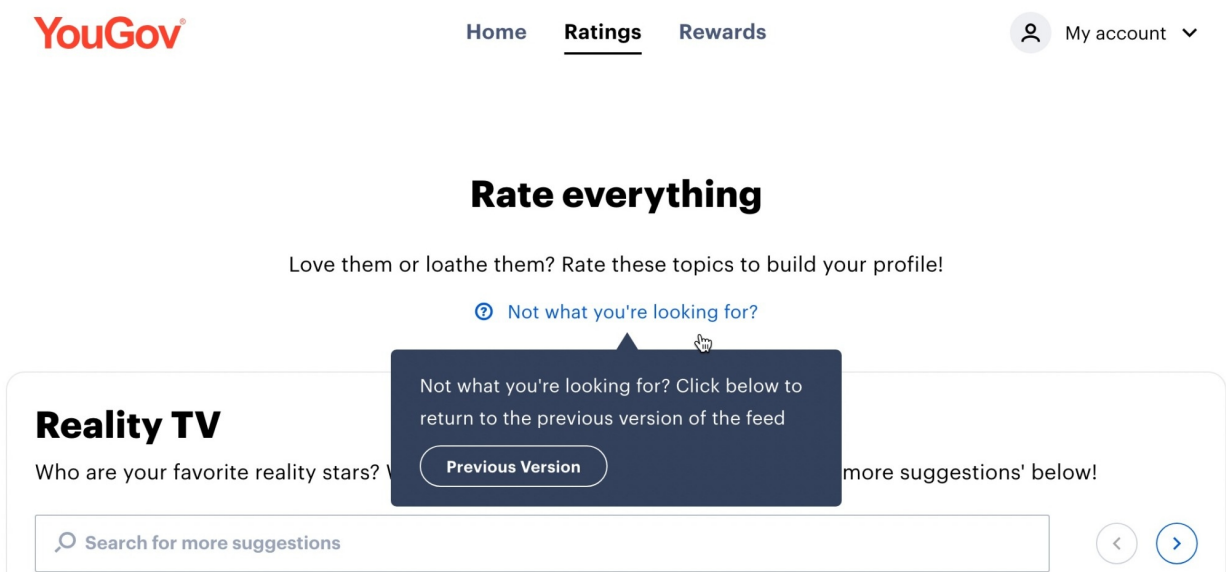 YouGov
Home Ratings Rewards My account
Rate everything
Love them or loathe them? Rate these topics to build your profile!
Not what you're looking for?
Not what you're looking for? Click below to
return to the previous version of the feed
Previous Version
Reality TV
Who are your favorite reality stars? more suggestions' below!
Search for more suggestions